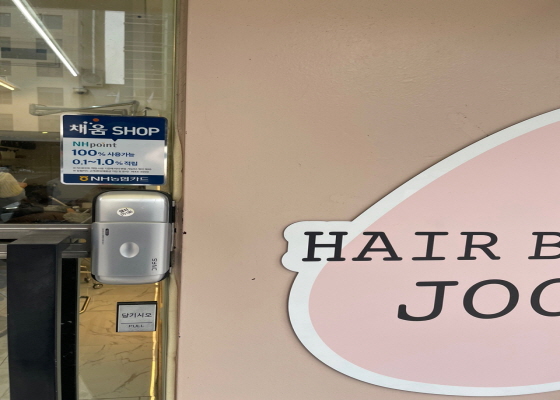 채움 SHOP
NHpoint
100% 사용가능
0.1~1.0% 적립
NH농협카드
당기시오
PULL
HAIR B
JOO